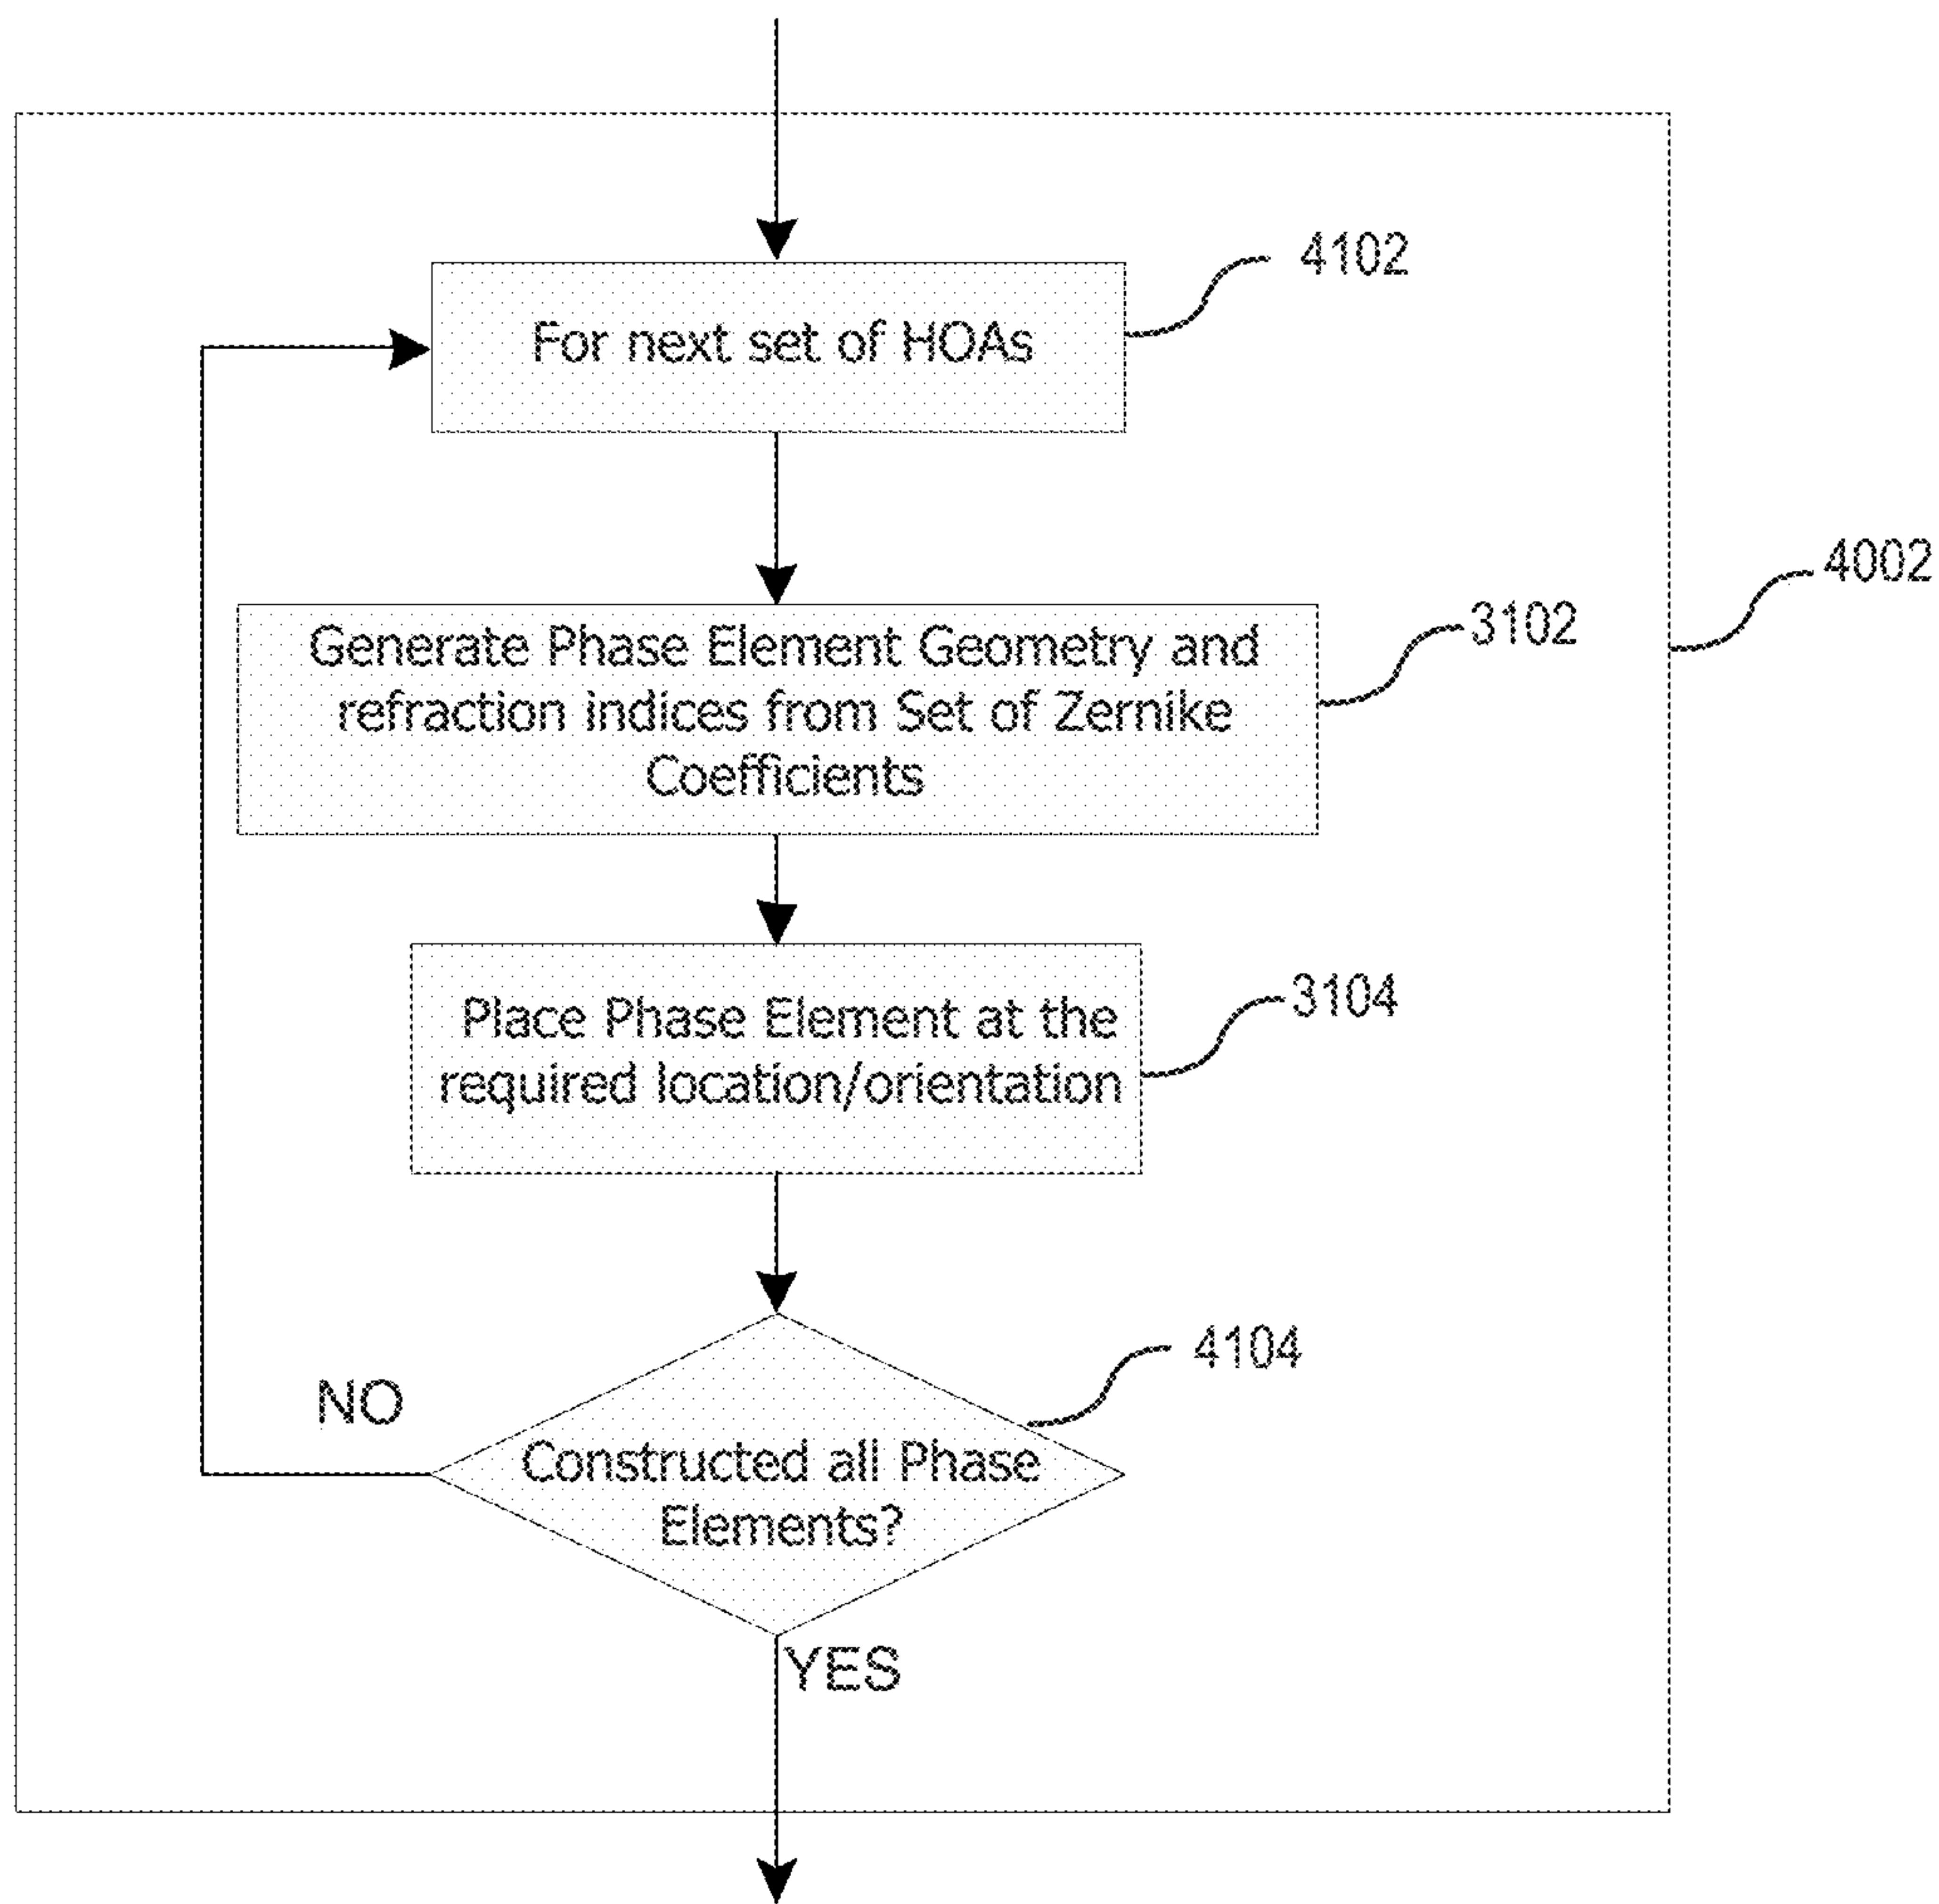 4102
For next set of HOAs
4002
3102
Generate Phase Element Geometry and
refraction indices from Set of Zernike
Coefficients
3104
Place Phase Element at the
required location/orientation
4104
NO
Constructed all Phase
Elements?
YES